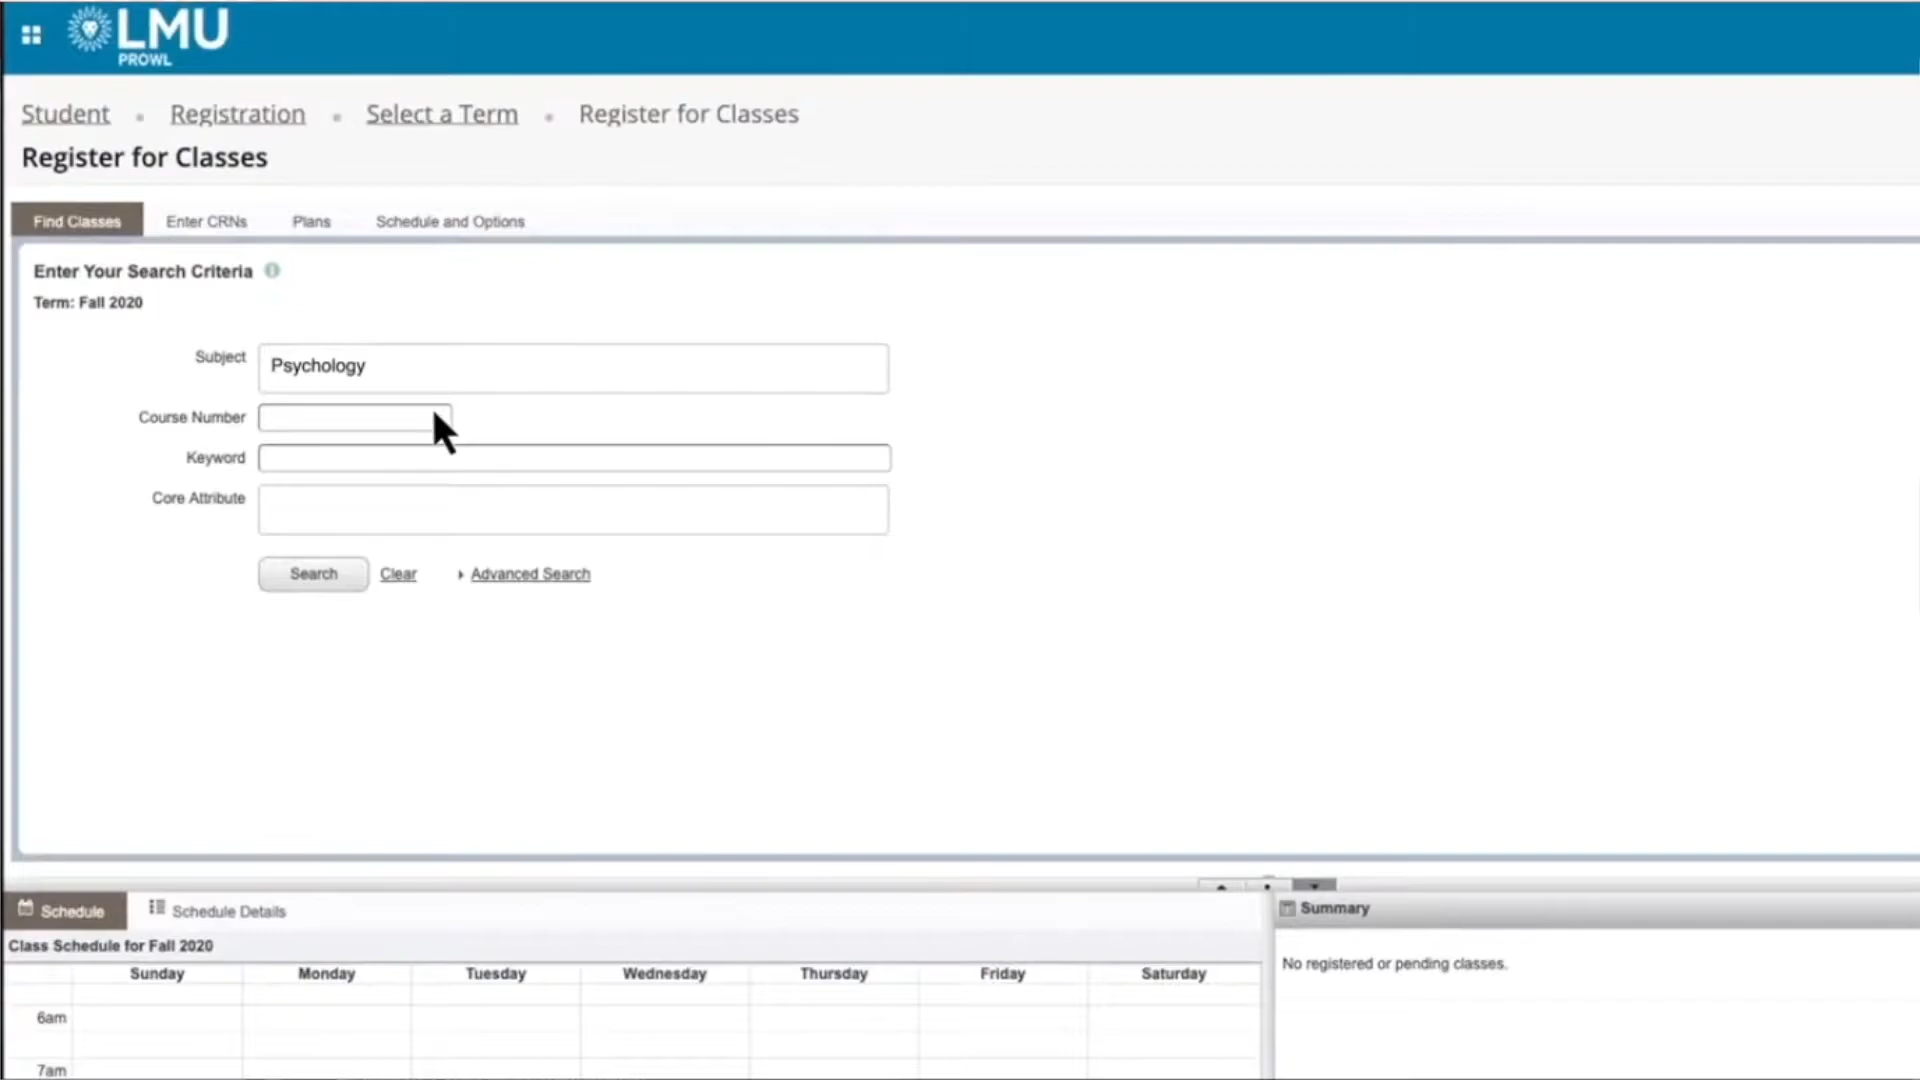 LMU
PROWL
Student • Registration • Select a Term • Register for Classes
Register for Classes
Find Classes Enter CRNs Plans Schedule and Options
Enter Your Search Criteria
Term: Fall 2020
Subject Psychology
Course Number
Keyword
Core Attribute
Search Clear Advanced Search
Schedule Schedule Details
Summary
Class Schedule for Fall 2020
No registered or pending classes.
Sunday Monday Tuesday Wednesday Thursday Friday Saturday
6am
7am